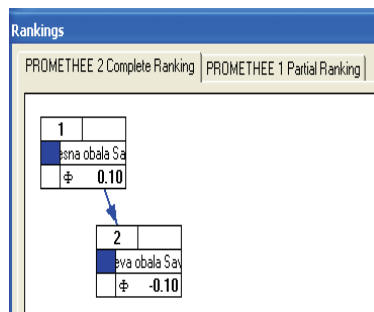 Rankings
PROMETHEE 2 Complete Ranking PROMETHEE 1 Partial Ranking
1
esna obala Sa
Φ 0.10
2
eva obala Sav
Φ -0.10